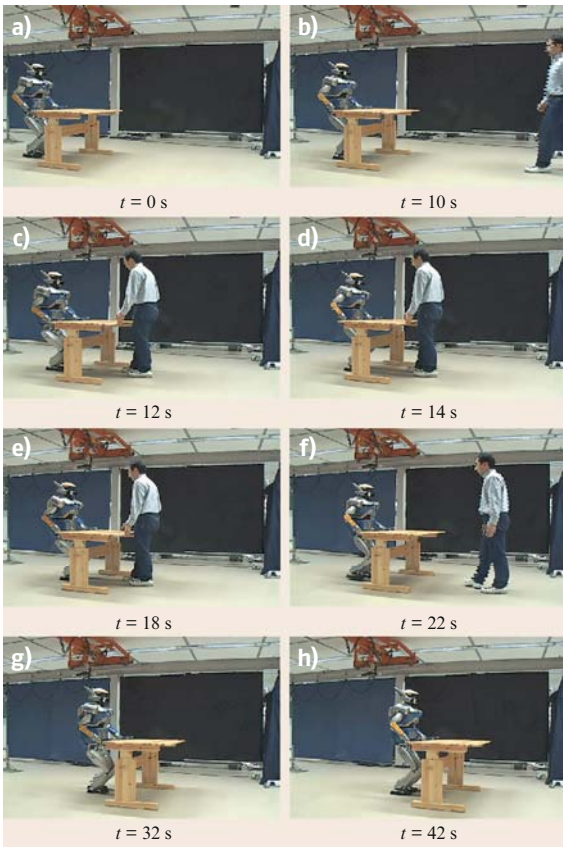 a)
b)
t = 0 s
t = 10 s
c)
d)
t = 12 s
t = 14 s
e)
f)
t = 18 s
t = 22 s
g)
h)
t = 32 s
t = 42 s